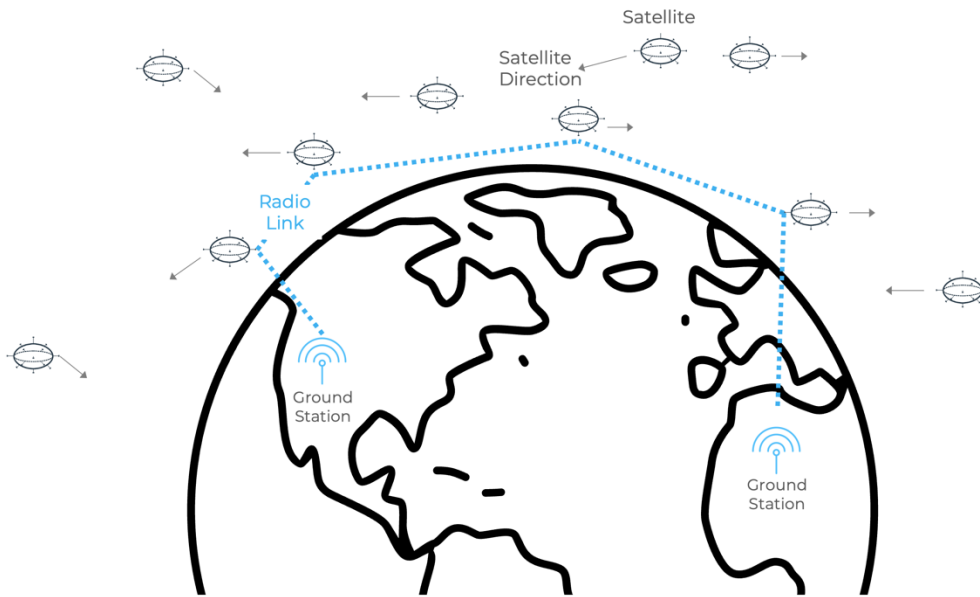 Satellite
Satellite
Direction
Radio
Link
Ground
Station
Ground
Station